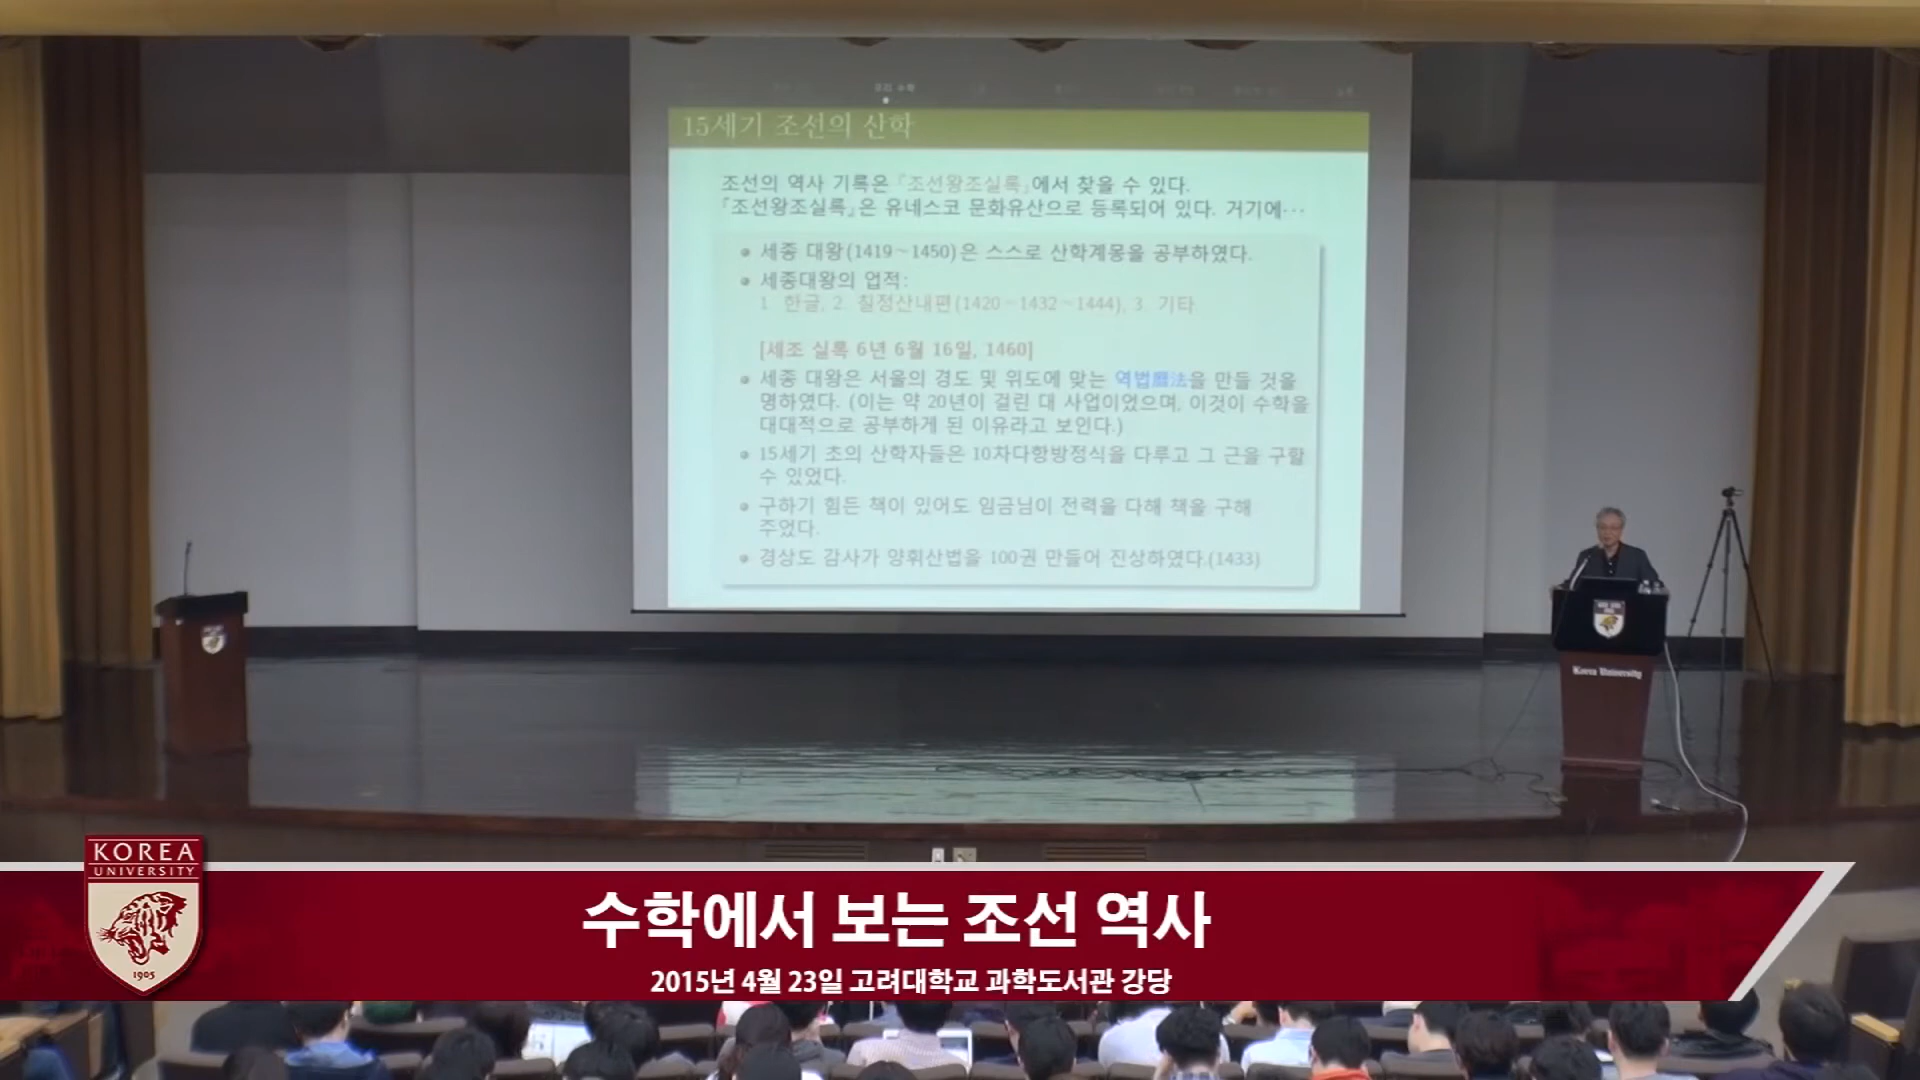 우리 수학
15세기 조선의 산학
조선의 역사 기록은 『조선왕조실록』에서 찾을 수 있다.
『조선왕조실록』은 유네스코 문화유산으로 등록되어 있다. 거기에···
세종 대왕(1419~1450)은 스스로 산학계몽을 공부하였다.
세종대왕의 업적:
1. 한글, 2. 칠정산내편(1420~1432~1444), 3. 기타
[세조 실록 6년 6월 16일, 1460]
세종 대왕은 서울의 경도 및 위도에 맞는 역법曆法을 만들 것을
명하였다. (이는 약 20년이 걸린 대 사업이었으며, 이것이 수학을
대대적으로 공부하게 된 이유라고 보인다.)
15세기 초의 산학자들은 10차다항방정식을 다루고 그 근을 구할
수 있었다.
구하기 힘든 책이 있어도 임금님이 전력을 다해 책을 구해
주었다.
경상도 감사가 양휘산법을 100권 만들어 진상하였다.(1433)
Korea University
KOREA
UNIVERSITY
1905
수학에서 보는 조선 역사
2015년 4월 23일 고려대학교 과학도서관 강당